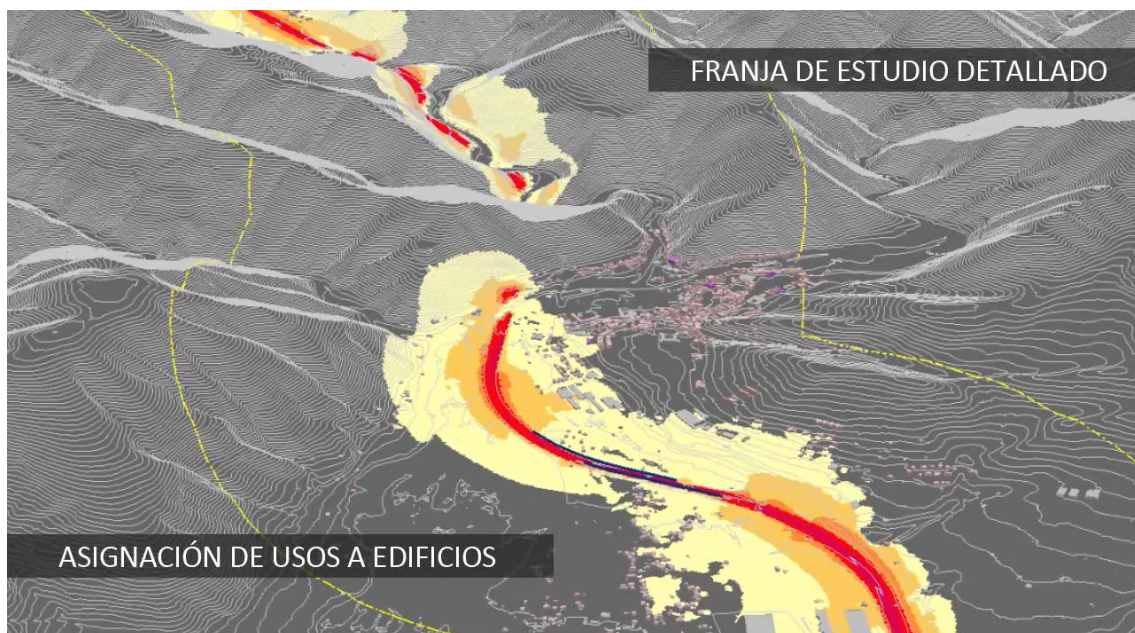 FRANJA DE ESTUDIO DETALLADO
ASIGNACIÓN DE USOS A EDIFICIOS